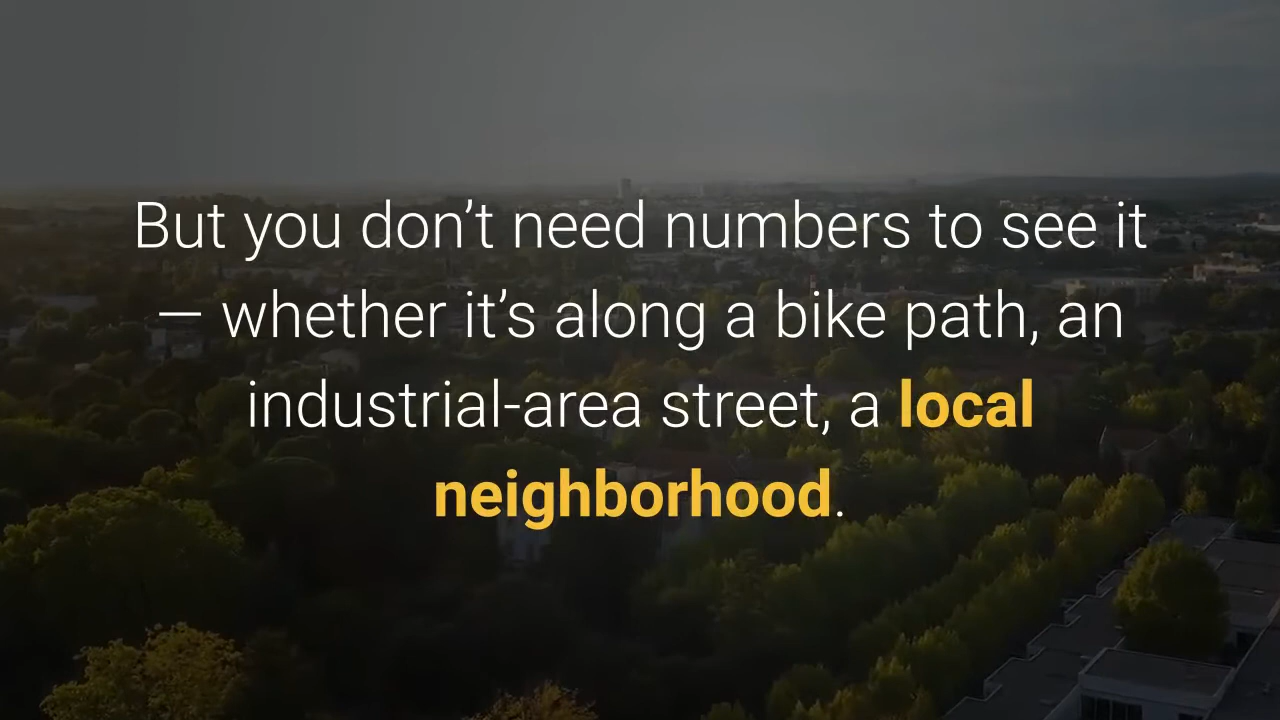 But you don’t need numbers to see it
— whether it’s along a bike path, an
industrial-area street, a local
neighborhood.